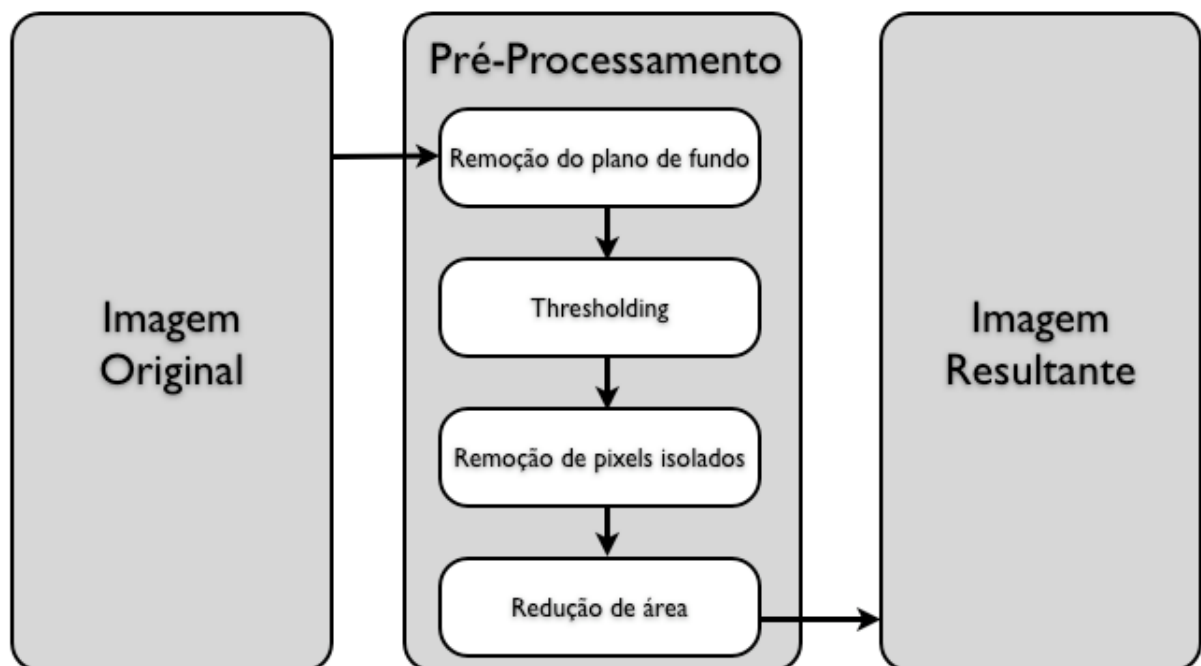 Imagem
Original
Pré-Processamento
Remoção do plano de fundo
Thresholding
Remoção de pixels isolados
Redução de área
Imagem
Resultante